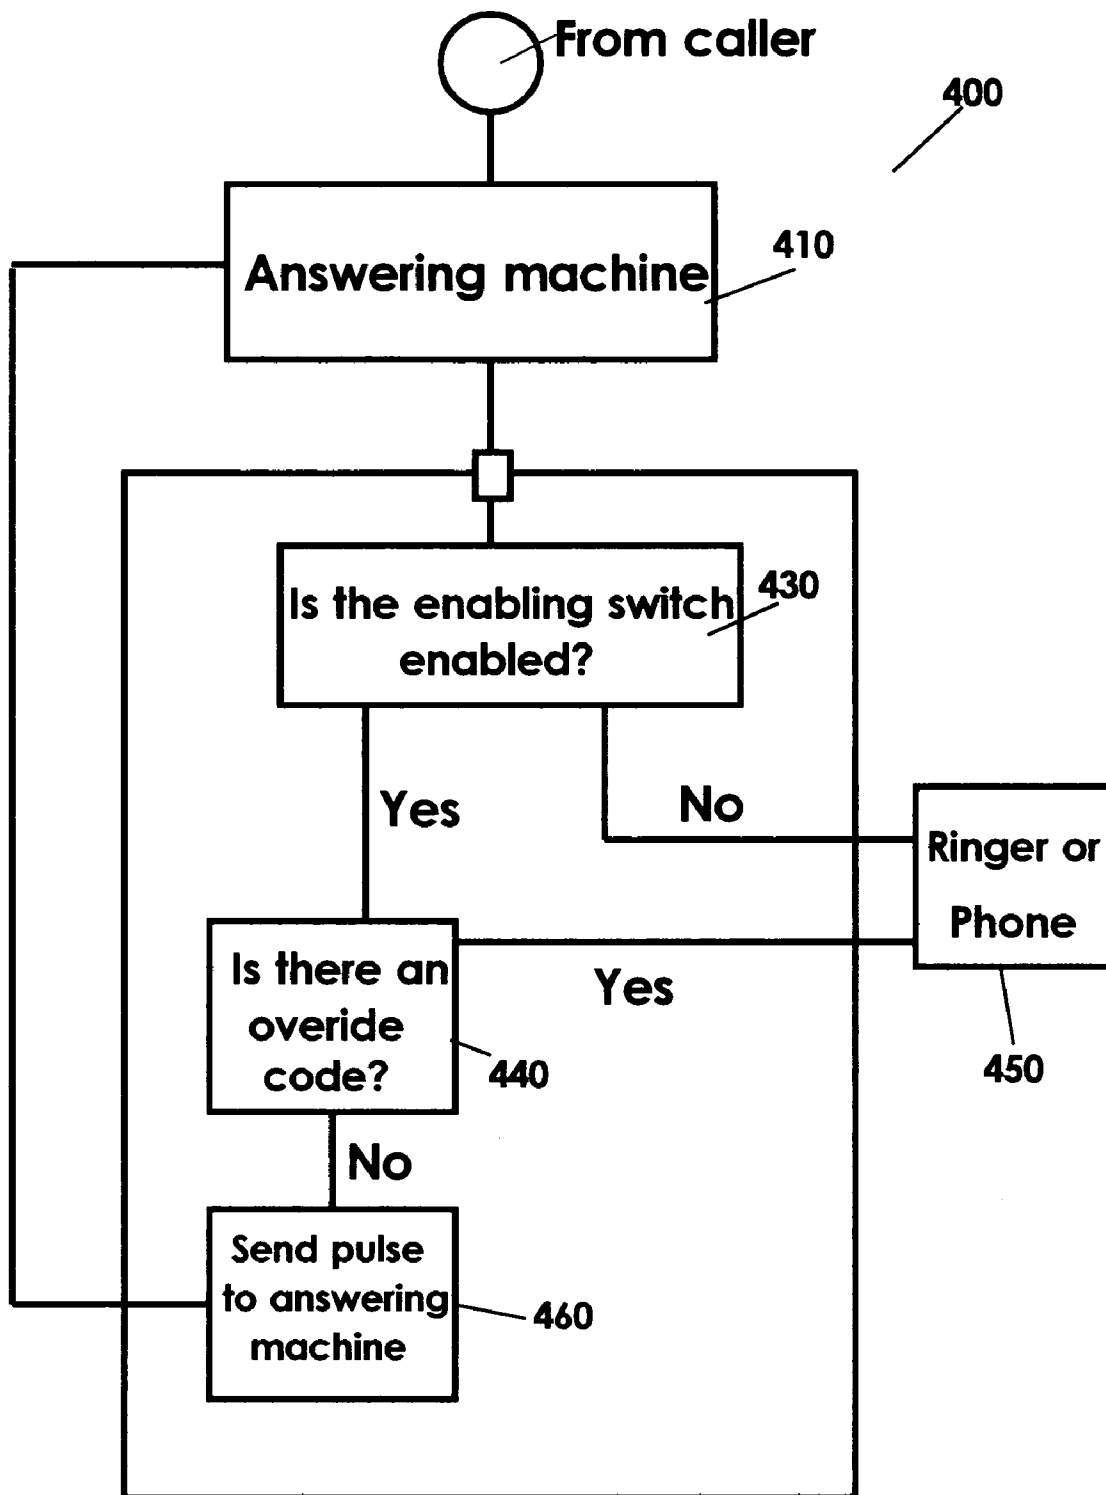 From caller
400
410
Answering machine
430
Is the enabling switch
enabled?
Yes
No
Ringer or
Phone
450
Is there an
overide
code?
440
Yes
No
Send pulse
to answering
machine
460